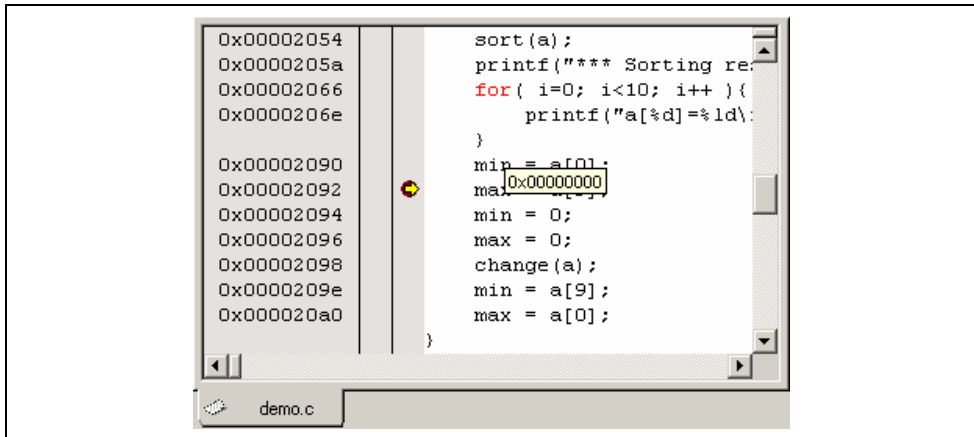 0x00002054 sort(a);
0x0000205a printf("*** Sorting re
0x00002066 for( i=0; i<10; i++ ){
0x0000206e printf("a[%d]=%ld\
}
0x00002090 min = a[0];
0x00002092 ma
0x00000000
0x00002094 min = 0;
0x00002096 max = 0;
0x00002098 change(a);
0x0000209e min = a[9];
0x000020a0 max = a[0];
}
demo.c